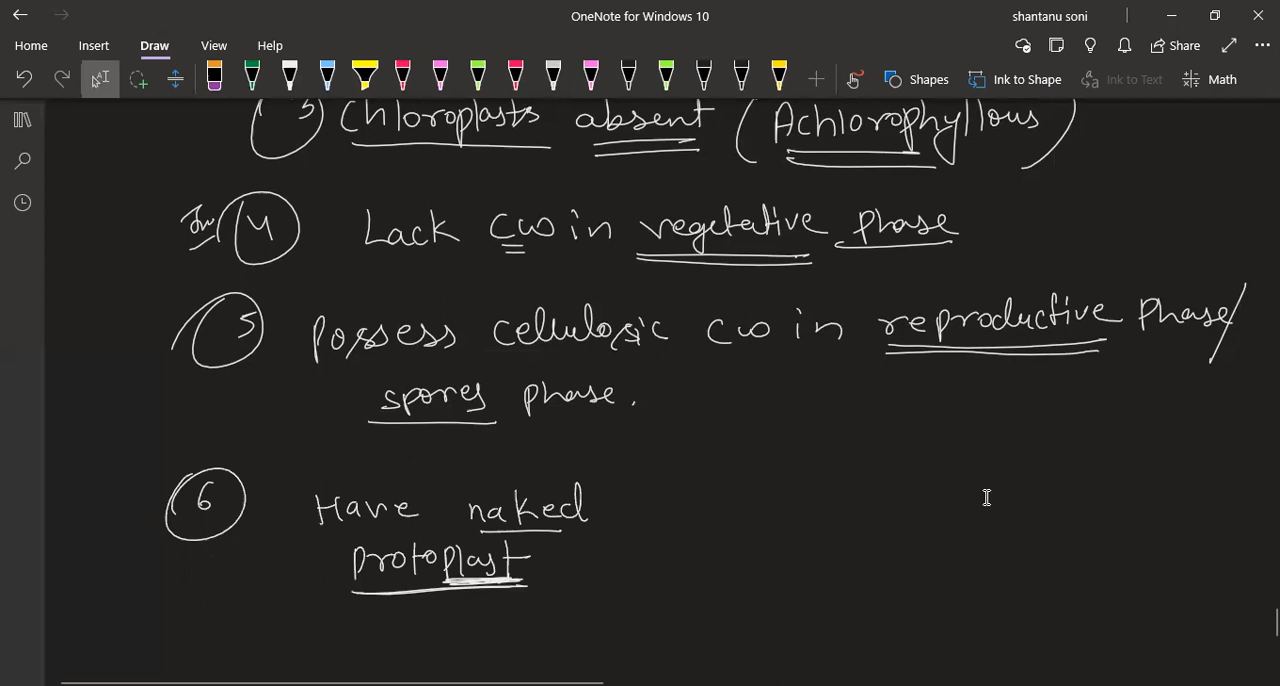 OneNote for Windows 10
shantanu soni
Home Insert Draw View Help
Share
Shapes Ink to Shape Ink to Text Math
3) Chloroplasts absent (Achlorophyllous)
4 Lack CW in vegetative phase
5 Possess cellulosic CW in reproductive Phase/
spores phase.
6 Have naked
protoplast